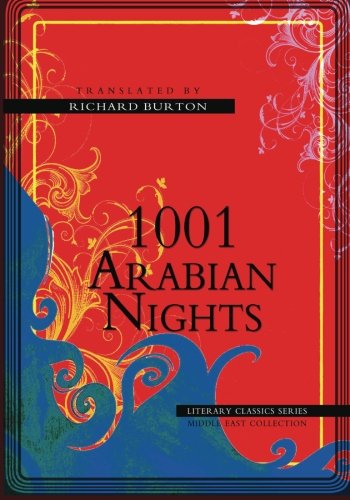 TRANSLATED BY
RICHARD BURTON
1001
ARABIAN
NIGHTS
LITERARY CLASSICS SERIES
MIDDLE EAST COLLECTION